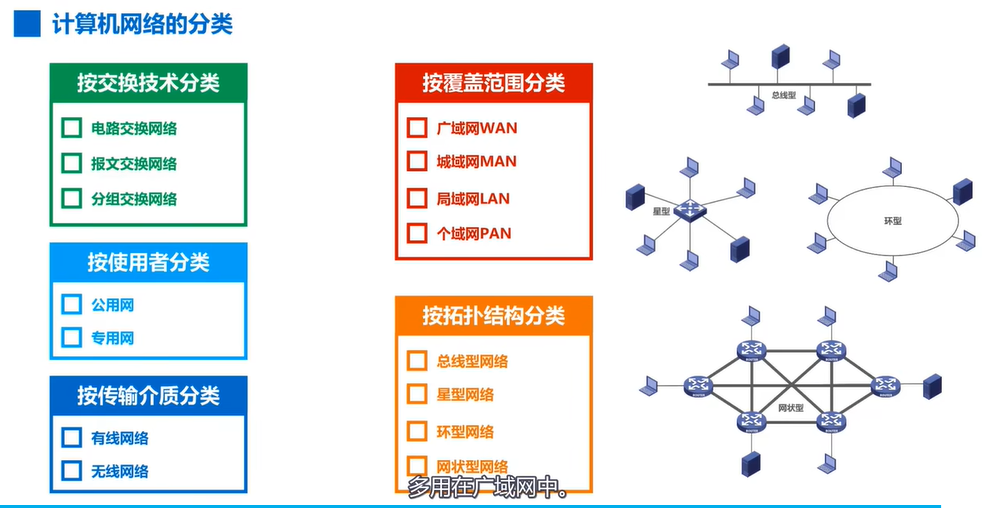 计算机网络的分类
按交换技术分类
电路交换网络
报文交换网络
分组交换网络
按使用者分类
公用网
专用网
按传输介质分类
有线网络
无线网络
按覆盖范围分类
广域网WAN
城域网MAN
局域网LAN
个域网PAN
按拓扑结构分类
总线型网络
星型网络
环型网络
网状型网络
总线型
星型
环型
网状型
多用在广域网中。